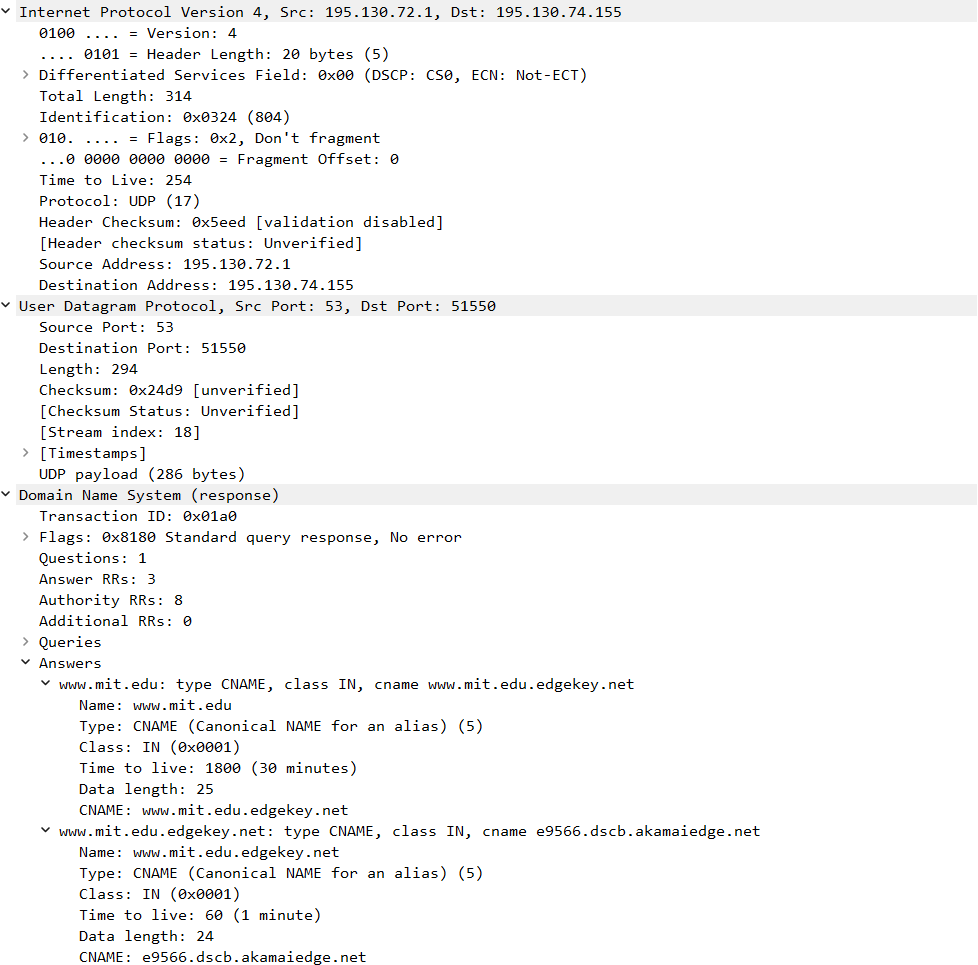 Internet Protocol Version 4, Src: 195.130.72.1, Dst: 195.130.74.155
0100 .... = Version: 4
.... 0101 = Header Length: 20 bytes (5)
Differentiated Services Field: 0x00 (DSCP: CS0, ECN: Not-ECT)
Total Length: 314
Identification: 0x0324 (804)
010. .... = Flags: 0x2, Don't fragment
...0 0000 0000 0000 = Fragment Offset: 0
Time to Live: 254
Protocol: UDP (17)
Header Checksum: 0x5eed [validation disabled]
[Header checksum status: Unverified]
Source Address: 195.130.72.1
Destination Address: 195.130.74.155
User Datagram Protocol, Src Port: 53, Dst Port: 51550
Source Port: 53
Destination Port: 51550
Length: 294
Checksum: 0x24d9 [unverified]
[Checksum Status: Unverified]
[Stream index: 18]
[Timestamps]
UDP payload (286 bytes)
Domain Name System (response)
Transaction ID: 0x01a0
Flags: 0x8180 Standard query response, No error
Questions: 1
Answer RRs: 3
Authority RRs: 8
Additional RRs: 0
Queries
Answers
www.mit.edu: type CNAME, class IN, cname www.mit.edu.edgekey.net
Name: www.mit.edu
Type: CNAME (Canonical NAME for an alias) (5)
Class: IN (0x0001)
Time to live: 1800 (30 minutes)
Data length: 25
CNAME: www.mit.edu.edgekey.net
www.mit.edu.edgekey.net: type CNAME, class IN, cname e9566.dscb.akamaiedge.net
Name: www.mit.edu.edgekey.net
Type: CNAME (Canonical NAME for an alias) (5)
Class: IN (0x0001)
Time to live: 60 (1 minute)
Data length: 24
CNAME: e9566.dscb.akamaiedge.net